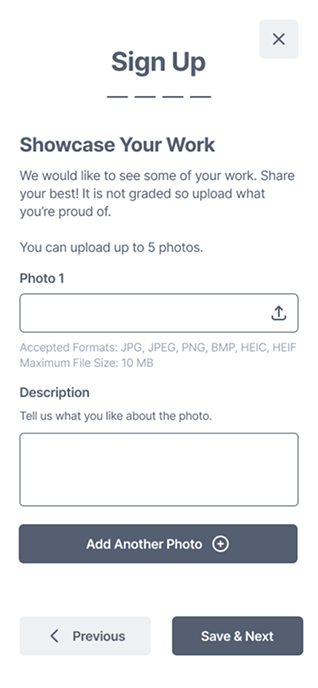 Sign Up
Showcase Your Work
We would like to see some of your work. Share
your best! It is not graded so upload what
you're proud of.
You can upload up to 5 photos.
Photo 1
Accepted Formats: JPG, JPEG, PNG, BMP, HEIC, HEIF
Maximum File Size: 10 MB
Description
Tell us what you like about the photo.
Add Another Photo
Previous
Save & Next